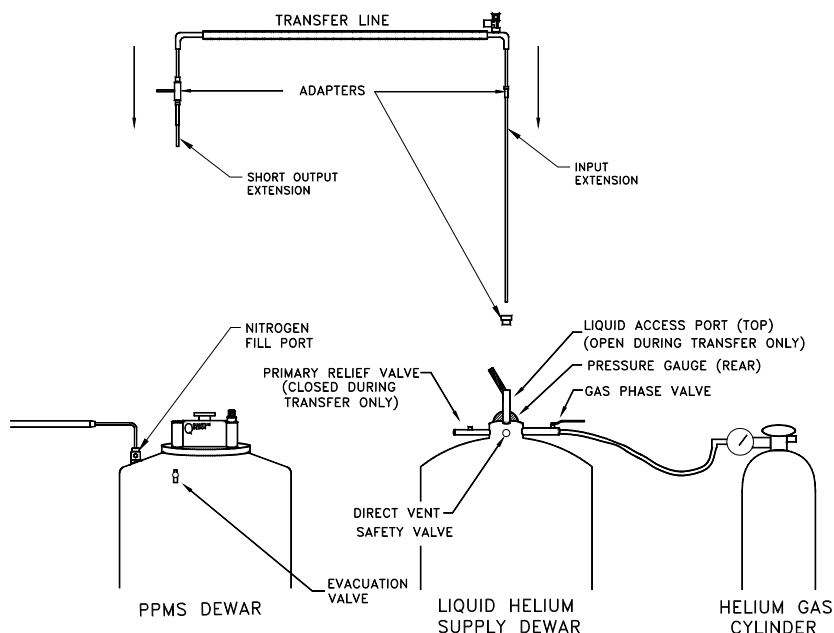 TRANSFER LINE
ADAPTERS
SHORT OUTPUT
EXTENSION
INPUT
EXTENSION
NITROGEN
FILL PORT
LIQUID ACCESS PORT (TOP)
(OPEN DURING TRANSFER ONLY)
PRESSURE GAUGE (REAR)
PRIMARY RELIEF VALVE
(CLOSED DURING
TRANSFER ONLY)
GAS PHASE VALVE
DIRECT VENT
SAFETY VALVE
EVACUATION
VALVE
PPMS DEWAR
LIQUID HELIUM
SUPPLY DEWAR
HELIUM GAS
CYLINDER